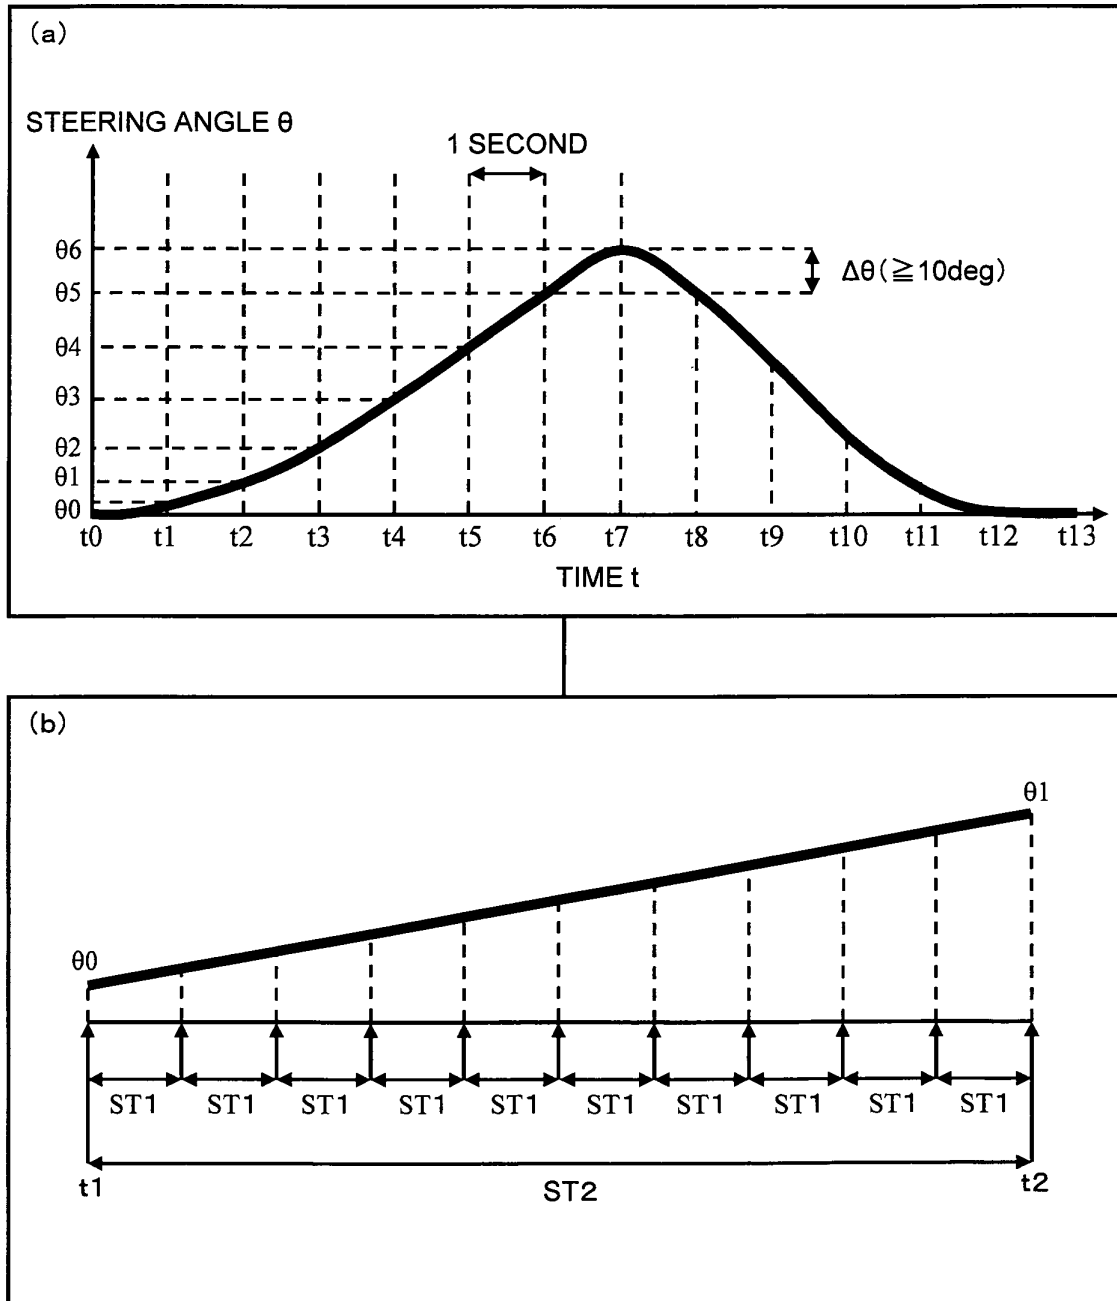 (a)
STEERING ANGLE θ
1 SECOND
θ6
Δθ(≧10deg)
θ5
θ4
θ3
θ2
θ1
θ0
t0 t1 t2 t3 t4 t5 t6 t7 t8 t9 t10 t11 t12 t13
TIME t
(b)
θ1
θ0
ST1 ST1 ST1 ST1 ST1 ST1 ST1 ST1 ST1 ST1
t1 ST2 t2